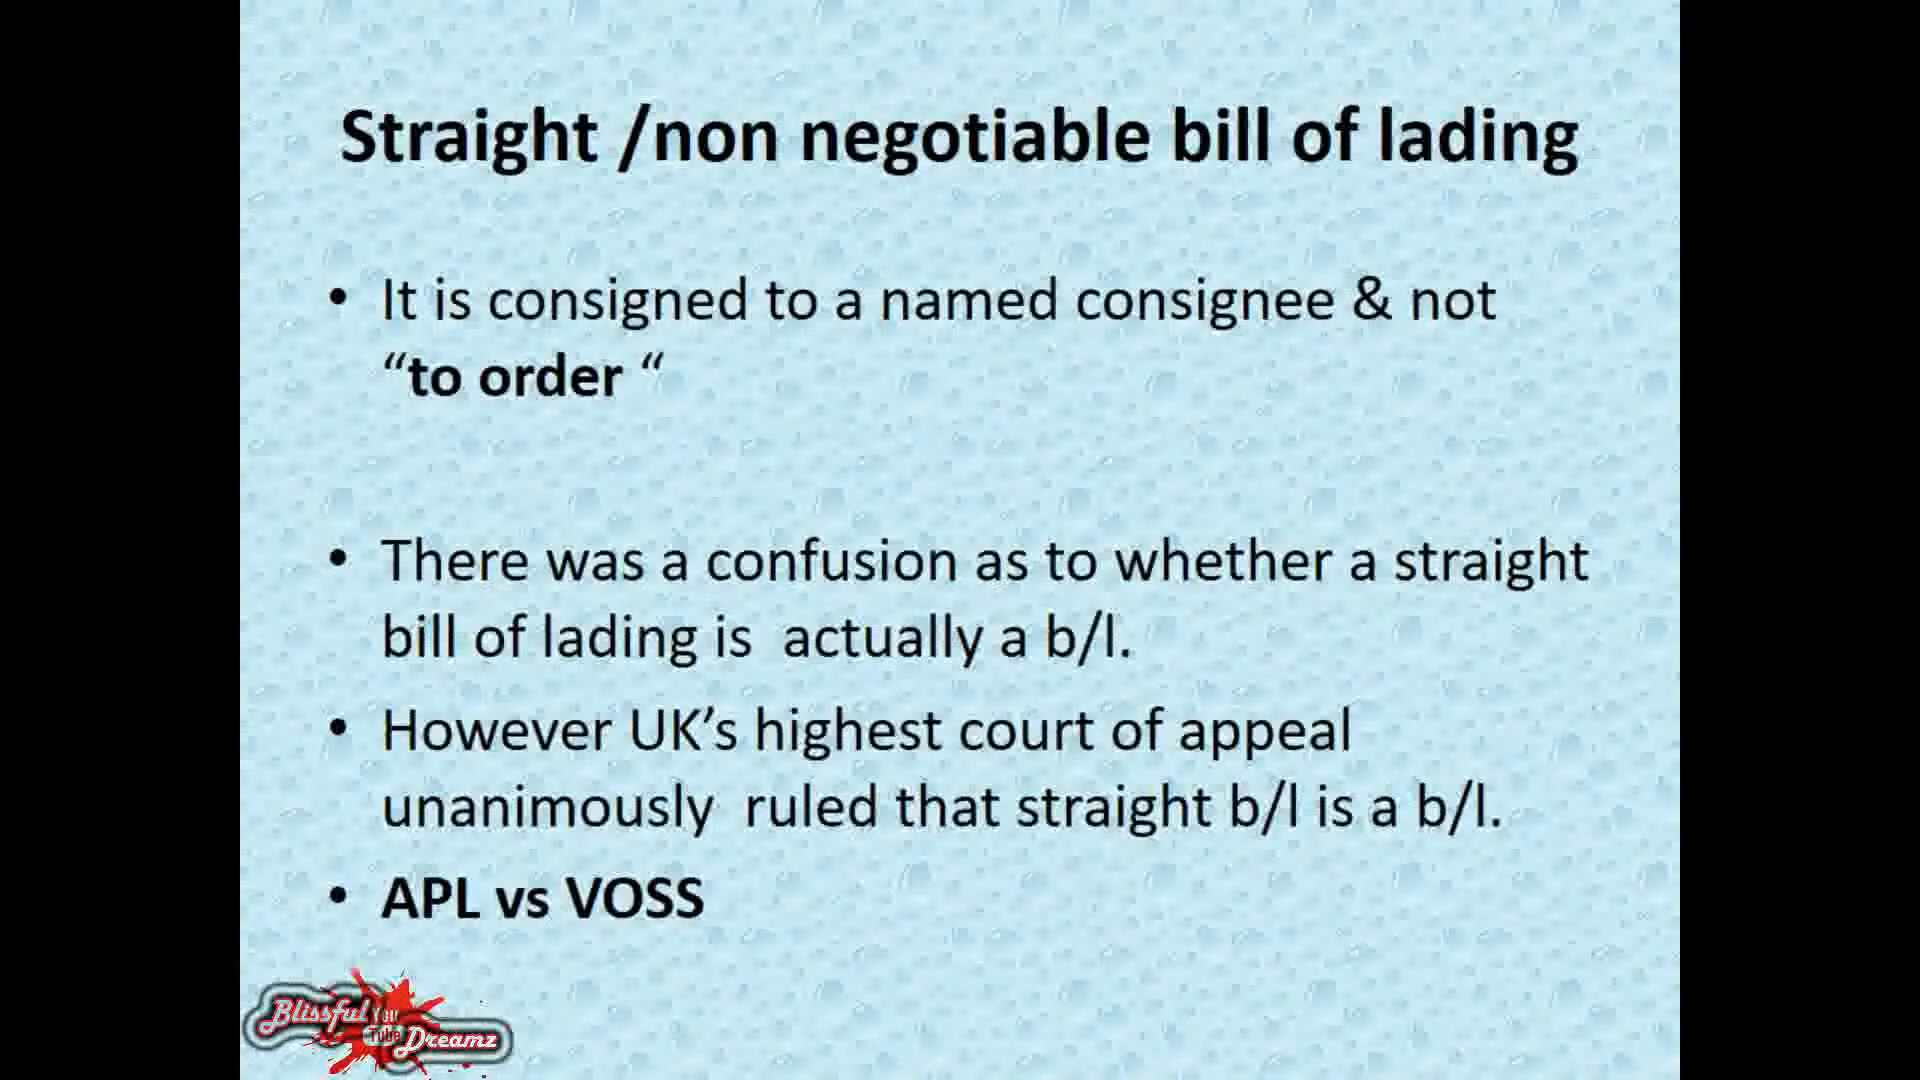 Straight /non negotiable bill of lading
• It is consigned to a named consignee & not
“to order “
• There was a confusion as to whether a straight
bill of lading is actually a b/l.
• However UK’s highest court of appeal
unanimously ruled that straight b/l is a b/l.
• APL vs VOSS
Blissful You
Tube Dreamz